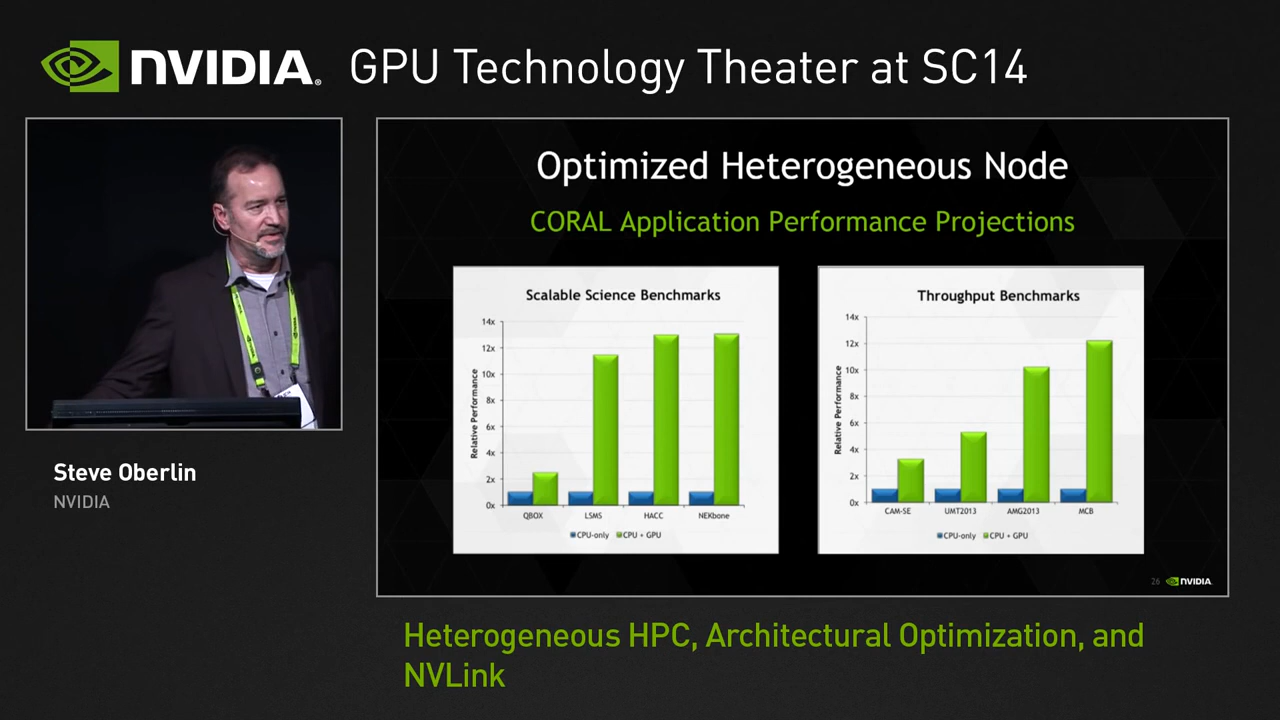 NVIDIA. GPU Technology Theater at SC14
Optimized Heterogeneous Node
CORAL Application Performance Projections
Scalable Science Benchmarks
14x
12x
10x
8x
6x
4x
2x
0x
Relative Performance
QBOX LSMS HACC NEKbone
CPU-only CPU + GPU
Throughput Benchmarks
14x
12x
10x
8x
6x
4x
2x
0x
Relative Performance
CAM-SE UMT2013 AMG2013 MCB
CPU-only CPU + GPU
26 NVIDIA.
Steve Oberlin
NVIDIA
Heterogeneous HPC, Architectural Optimization, and
NVLink